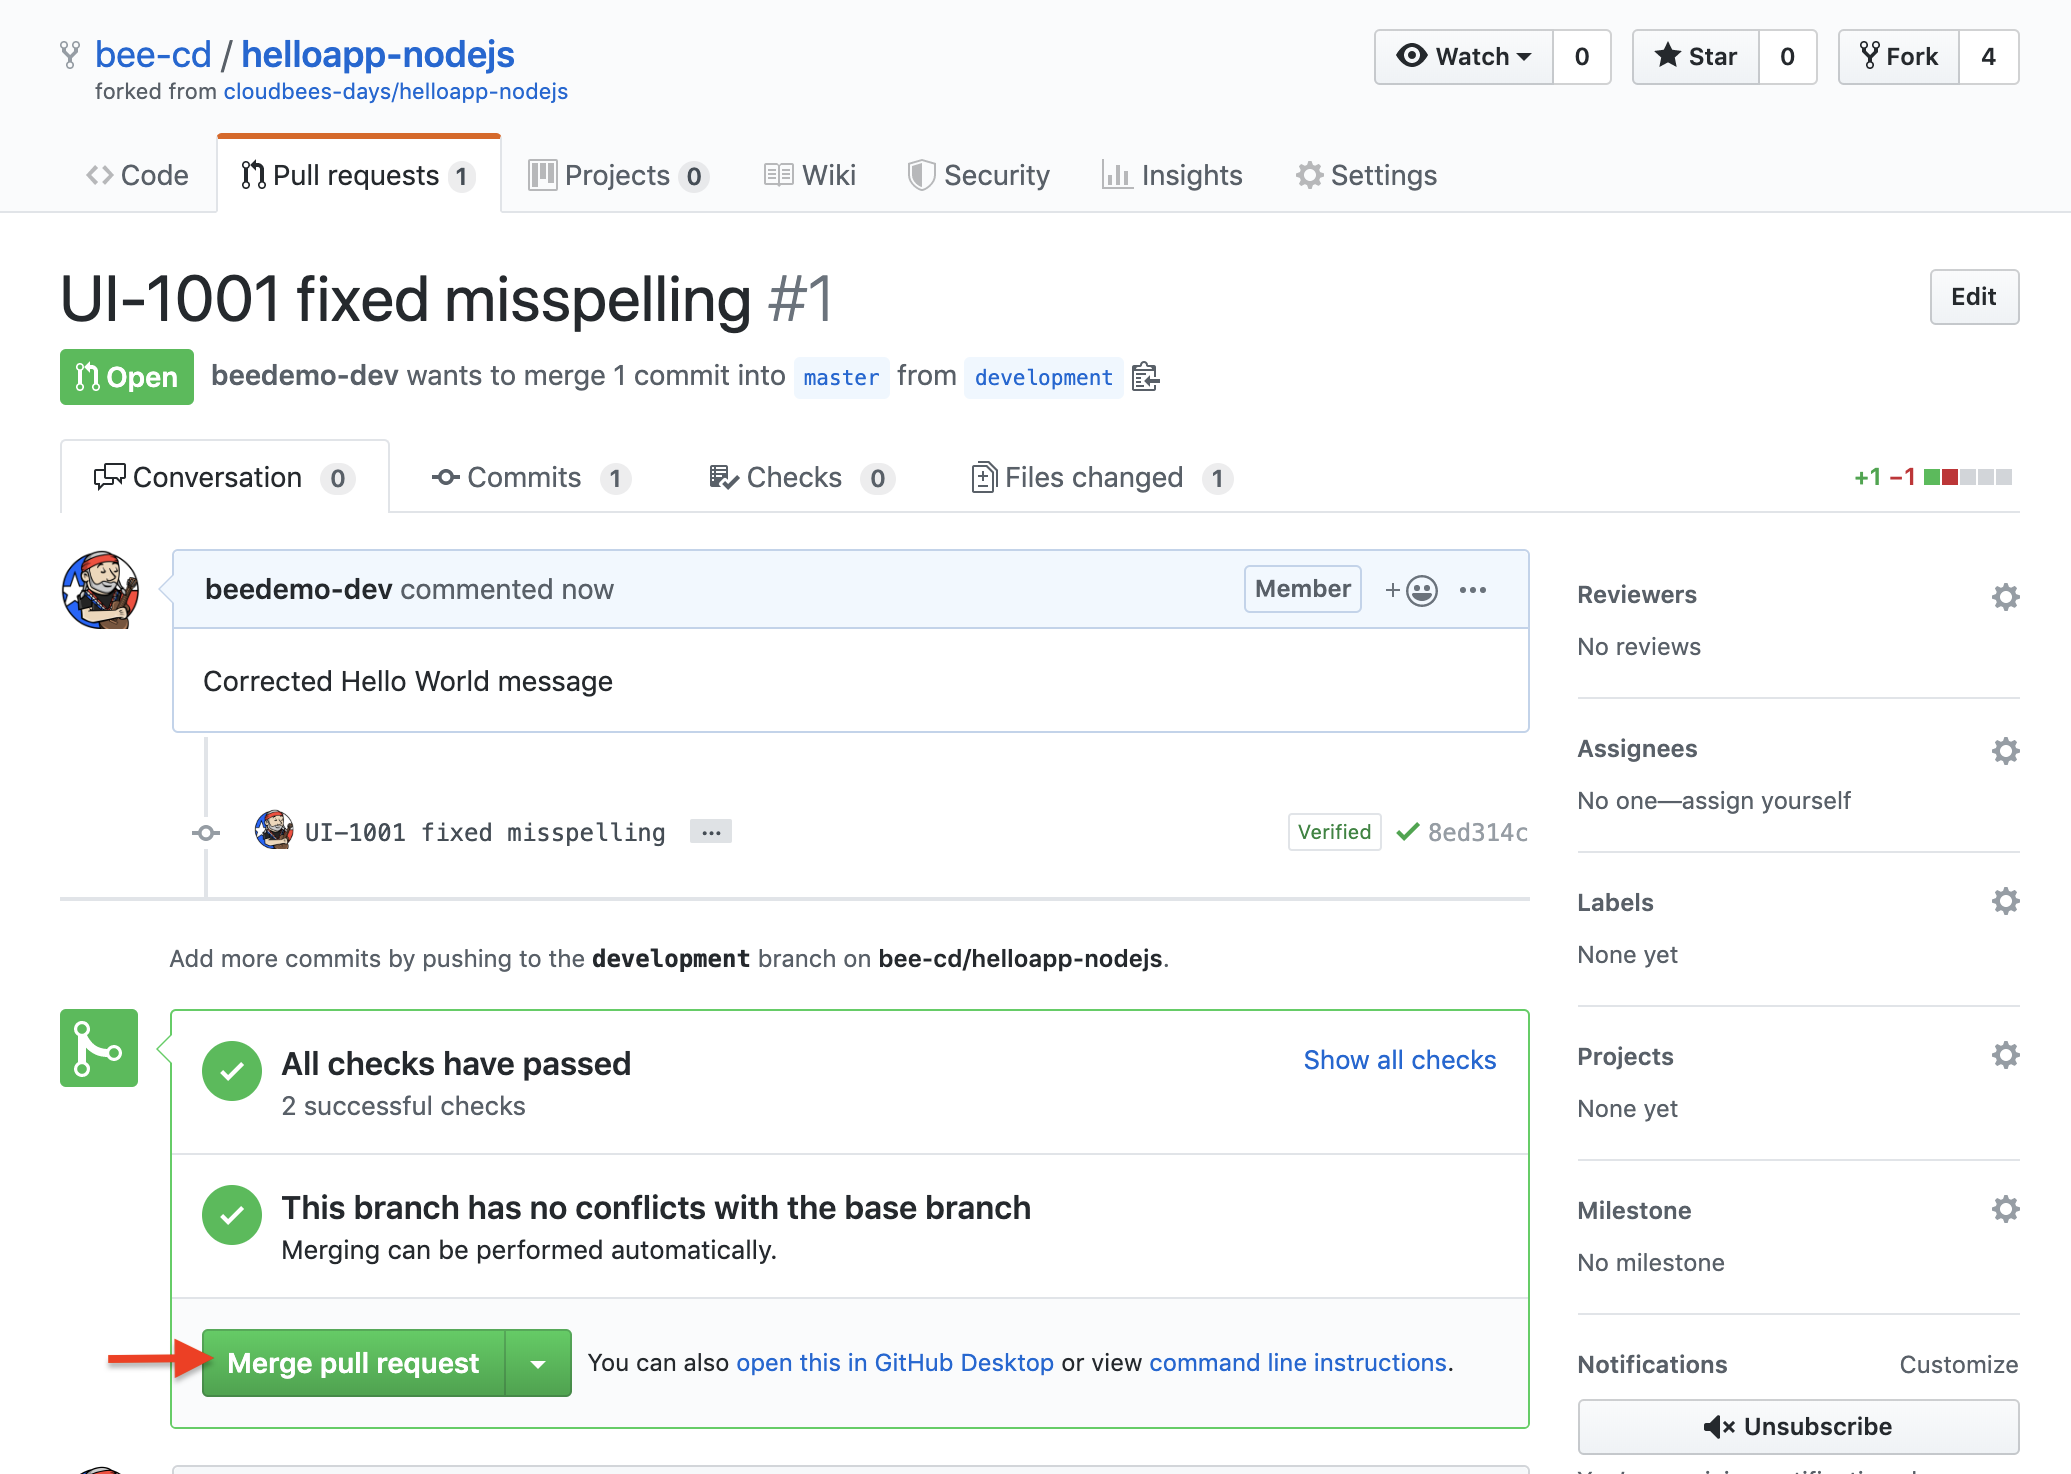 bee-cd / helloapp-nodejs
forked from cloudbees-days/helloapp-nodejs
Watch 0 Star 0 Fork 4
Code Pull requests 1 Projects 0 Wiki Security Insights Settings
UI-1001 fixed misspelling #1
Edit
Open beedemo-dev wants to merge 1 commit into master from development
Conversation 0 Commits 1 Checks 0 Files changed 1 +1 −1
beedemo-dev commented now Member
Corrected Hello World message
UI-1001 fixed misspelling … Verified 8ed314c
Add more commits by pushing to the development branch on bee-cd/helloapp-nodejs.
All checks have passed
2 successful checks
Show all checks
This branch has no conflicts with the base branch
Merging can be performed automatically.
Merge pull request You can also open this in GitHub Desktop or view command line instructions.
Reviewers
No reviews
Assignees
No one—assign yourself
Labels
None yet
Projects
None yet
Milestone
No milestone
Notifications Customize
Unsubscribe